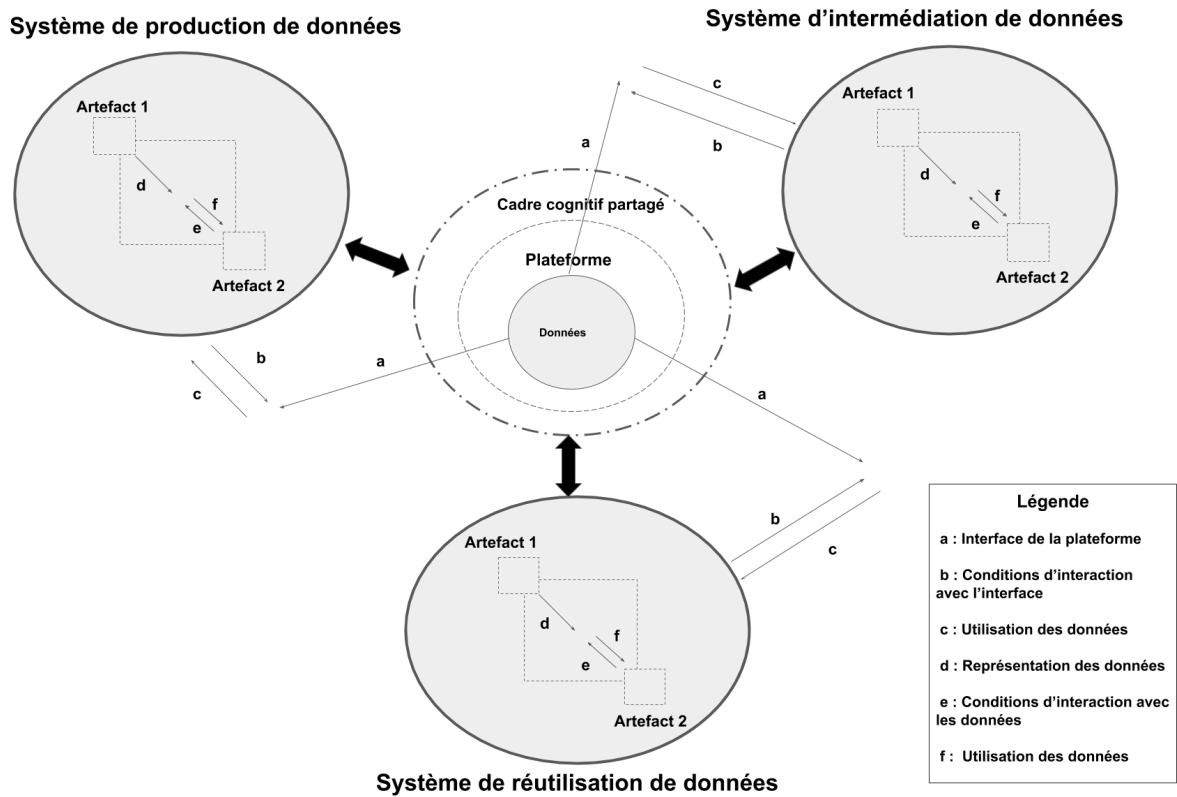 Système de production de données
Système d'intermédiation de données
Artefact 1
d
f
e
Artefact 2
b
c
a
Cadre cognitif partagé
Plateforme
Données
a
c
b
a
Artefact 1
d
f
e
Artefact 2
Artefact 1
d
f
e
Artefact 2
b
c
Système de réutilisation de données
Légende
a : Interface de la plateforme
b : Conditions d'interaction
avec l'interface
c : Utilisation des données
d : Représentation des données
e : Conditions d'interaction avec
les données
f : Utilisation des données